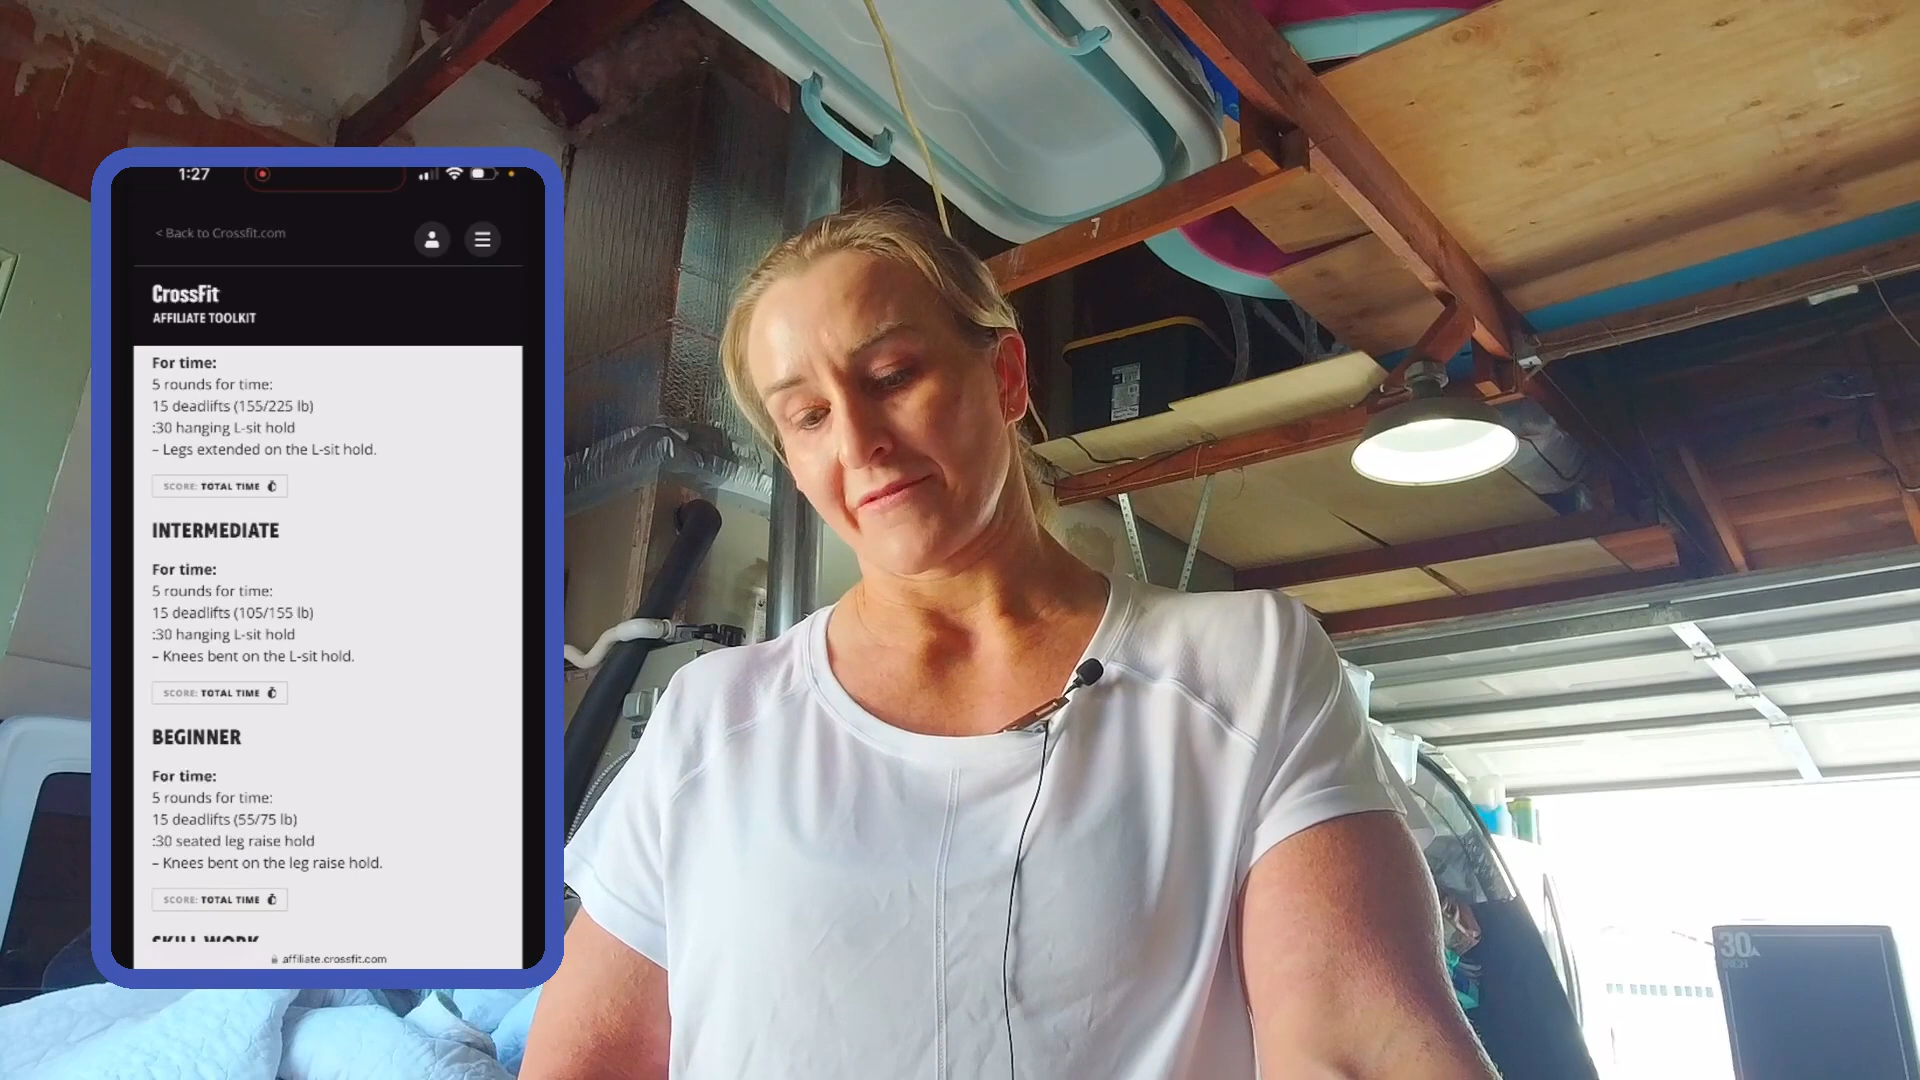 1:27
< Back to Crossfit.com
CrossFit
AFFILIATE TOOLKIT
For time:
5 rounds for time:
15 deadlifts (155/225 lb)
:30 hanging L-sit hold
– Legs extended on the L-sit hold.
SCORE: TOTAL TIME
INTERMEDIATE
For time:
5 rounds for time:
15 deadlifts (105/155 lb)
:30 hanging L-sit hold
– Knees bent on the L-sit hold.
SCORE: TOTAL TIME
BEGINNER
For time:
5 rounds for time:
15 deadlifts (55/75 lb)
:30 seated leg raise hold
– Knees bent on the leg raise hold.
SCORE: TOTAL TIME
SKILL WORK
affiliate.crossfit.com
7
30